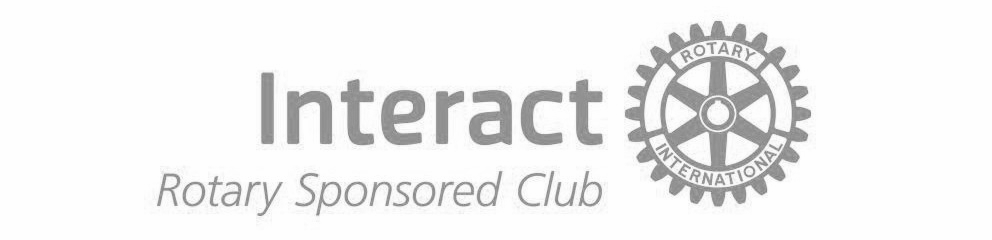 Interact
Rotary Sponsored Club
ROTARY
INTERNATIONAL